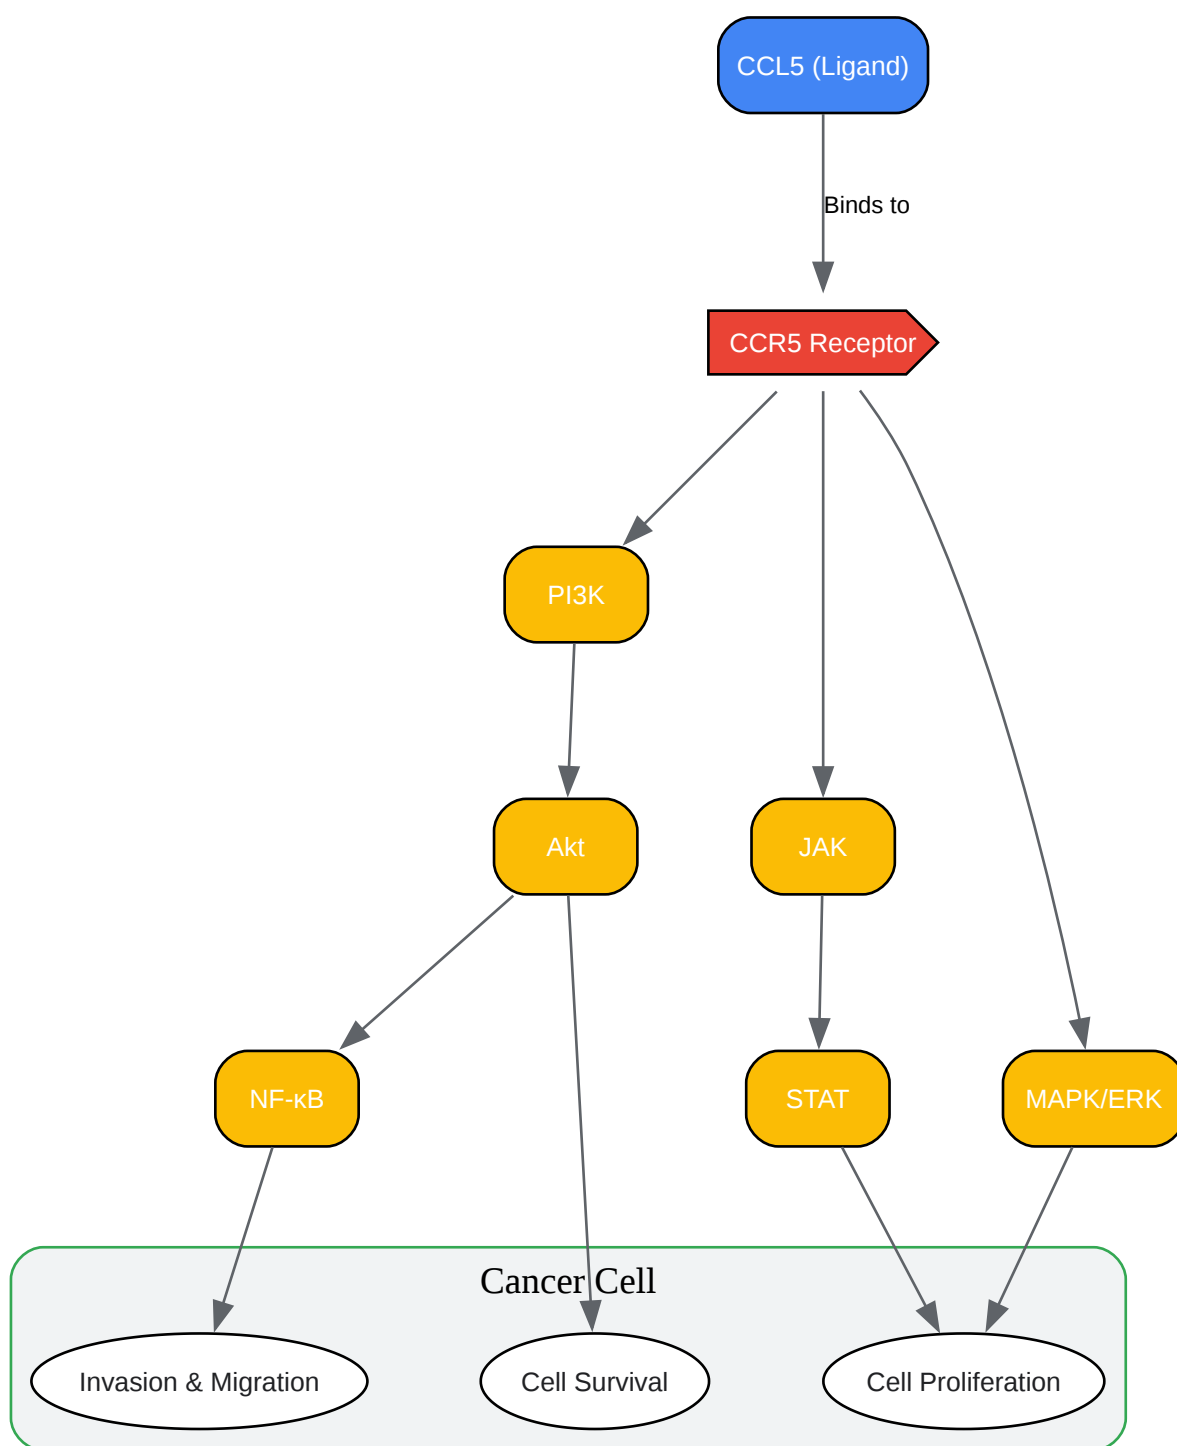 CCL5 (Ligand)
Binds to
CCR5 Receptor
PI3K
Akt
JAK
NF-κB
STAT
MAPK/ERK
Cancer Cell
Invasion & Migration
Cell Survival
Cell Proliferation